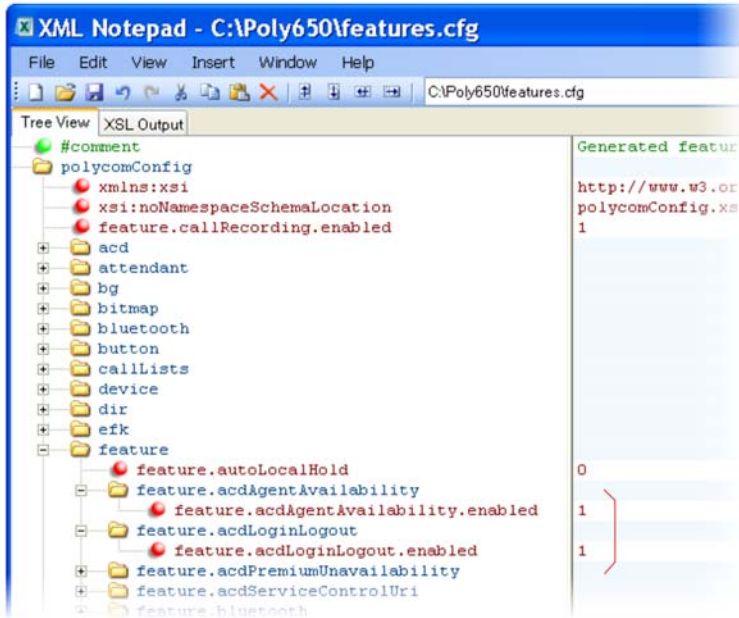 XML Notepad - C:\Poly650\features.cfg
File Edit View Insert Window Help
C:\Poly650\features.cfg
Tree View XSL Output
#comment Generated featur
polycomConfig
xmlns:xsi http://www.w3.or
xsi:noNamespaceSchemaLocation polycomConfig.xs
feature.callRecording.enabled 1
acd
attendant
bg
bitmap
bluetooth
button
callLists
device
dir
efk
feature
feature.autoLocalHold 0
feature.acdAgentAvailability
feature.acdAgentAvailability.enabled 1
feature.acdLoginLogout
feature.acdLoginLogout.enabled 1
feature.acdPremiumUnavailability
feature.acdServiceControlUri
feature.bluetooth